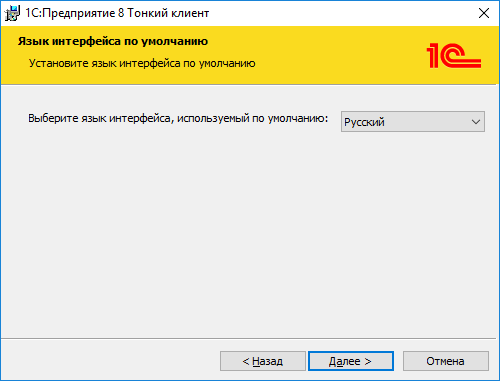 1С:Предприятие 8 Тонкий клиент
Язык интерфейса по умолчанию
Установите язык интерфейса по умолчанию
1С
Выберите язык интерфейса, используемый по умолчанию:
Русский
< Назад
Далее >
Отмена